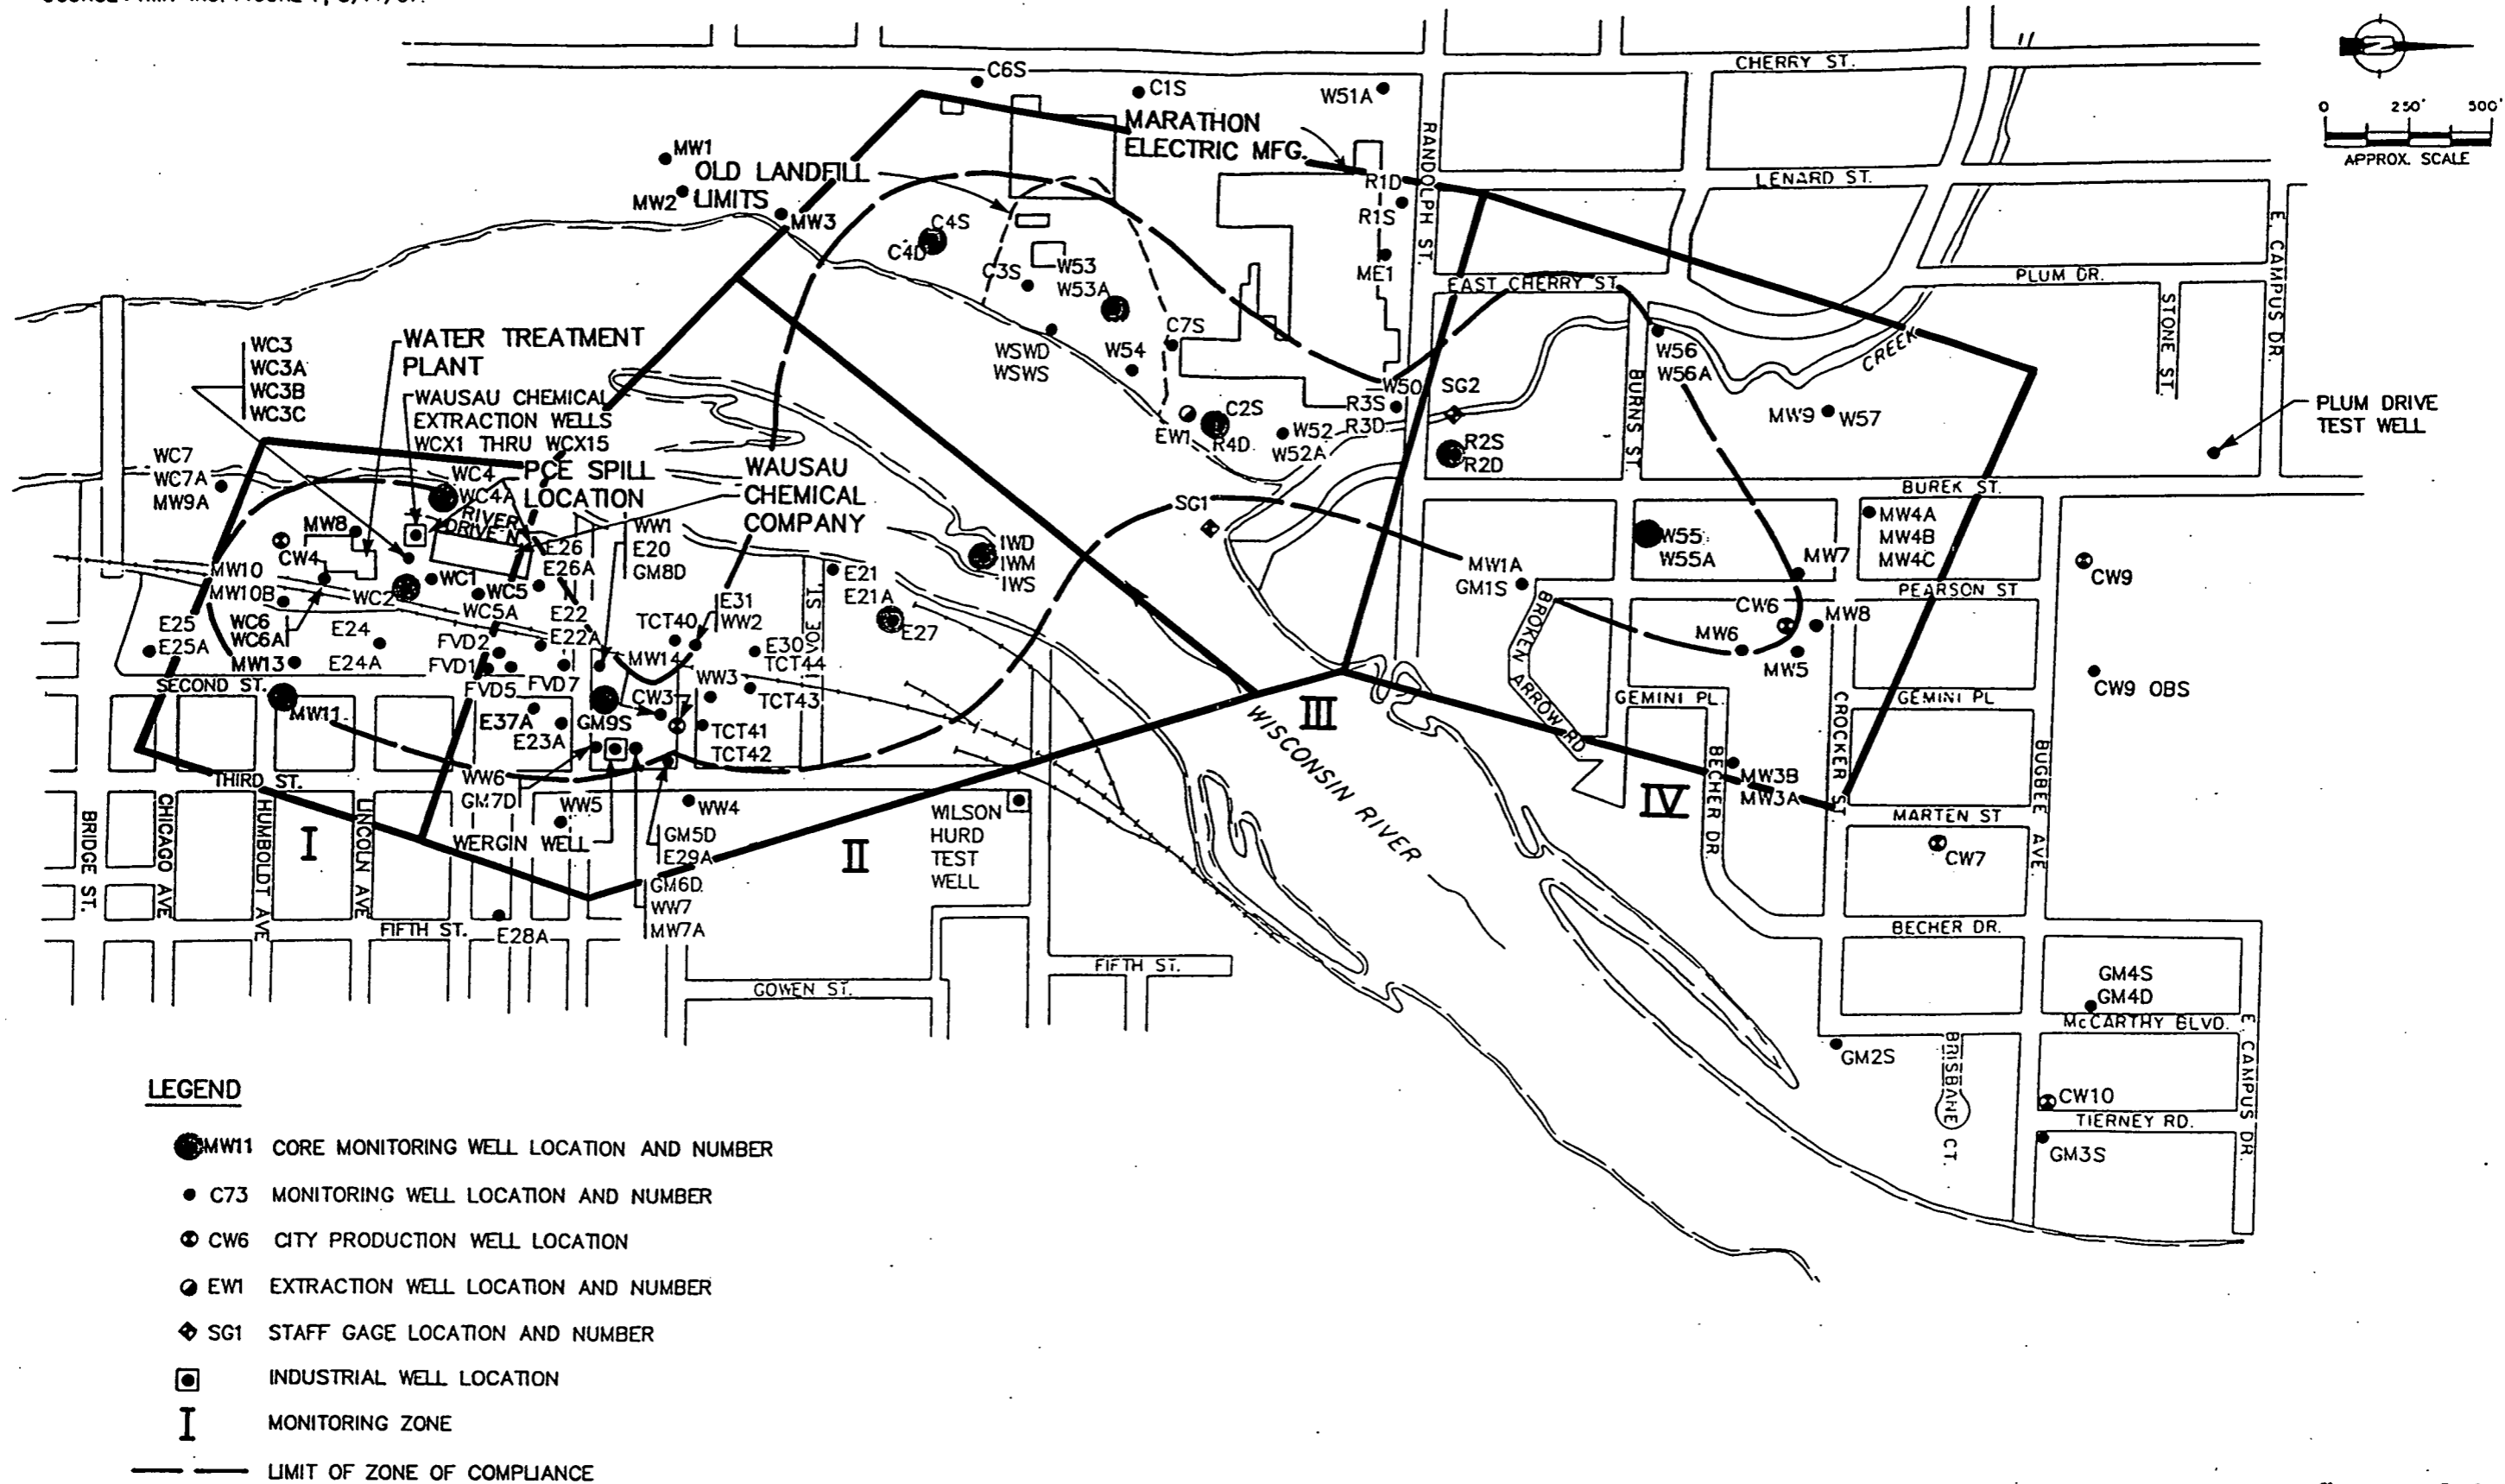 CHERRY ST.
C6S
C1S
W51A
0 250' 500'
APPROX. SCALE
MARATHON
ELECTRIC MFG.
RANDOLPH ST.
MW1
OLD LANDFILL
LIMITS
MW2
MW3
LENARD ST.
R1D
R1S
ME1
E. CAMPUS DR.
C4S
C4D
C3S
W53
W53A
EAST CHERRY ST
PLUM DR.
STONE ST.
WATER TREATMENT
PLANT
WC3
WC3A
WC3B
WC3C
C7S
WSWD
WSWS
W54
W56
W56A
CREEK
BURNS ST.
WAUSAU CHEMICAL
EXTRACTION WELLS
WCX1 THRU WCX15
W50
SG2
R3S
R3D
C2S
EW1
R4D
W52
W52A
R2S
R2D
MW9
W57
PLUM DRIVE
TEST WELL
WC7
WC7A
MW9A
WC4
WC4A
PCE SPILL
LOCATION
WAUSAU
CHEMICAL
COMPANY
BUREK ST.
RIVER
DRIVE-N
MW8
CW4
SG1
WW1
E20
GM8D
E26
E26A
IWD
IWM
IWS
W55
W55A
MW4A
MW4B
MW4C
MW7
CW9
MW1A
GM1S
MW10
MW10B
WC2
WC1
WC5
WC5A
E21
E21A
E27
1ST AVE
PEARSON ST
CW6
MW8
MW6
MW5
E25
E25A
WC6
WC6A
E24
E24A
MW13
E22
E22A
FVD2
FVD1
FVD5
FVD7
TCT40
E31
WW2
E30
TCT44
MW14
WW3
TCT43
CW9 OBS
BROKEN ARROW RD
SECOND ST.
MW11
E37A
E23A
GM9S
CW3
TCT41
TCT42
GEMINI PL.
GEMINI PL
CROCKER ST.
BUGBEE AVE.
III
WISCONSIN RIVER
THIRD ST.
WW6
GM7D
WW5
WW4
WERGIN WELL
GM5D
E29A
GM6D
WW7
MW7A
WILSON
HURD
TEST
WELL
BRIDGE ST.
CHICAGO AVE
HUMBOLDT AVE
LINCOLN AVE
I
II
IV
MW3B
MW3A
BECHER DR.
MARTEN ST
CW7
FIFTH ST.
E28A
FIFTH ST.
GOWEN ST.
BECHER DR.
GM4S
GM4D
McCARTHY BLVD.
E. CAMPUS DR.
GM2S
BRISBANE CT.
CW10
TIERNEY RD.
GM3S
LEGEND
MW11 CORE MONITORING WELL LOCATION AND NUMBER
C73 MONITORING WELL LOCATION AND NUMBER
CW6 CITY PRODUCTION WELL LOCATION
EW1 EXTRACTION WELL LOCATION AND NUMBER
SG1 STAFF GAGE LOCATION AND NUMBER
INDUSTRIAL WELL LOCATION
I MONITORING ZONE
LIMIT OF ZONE OF COMPLIANCE